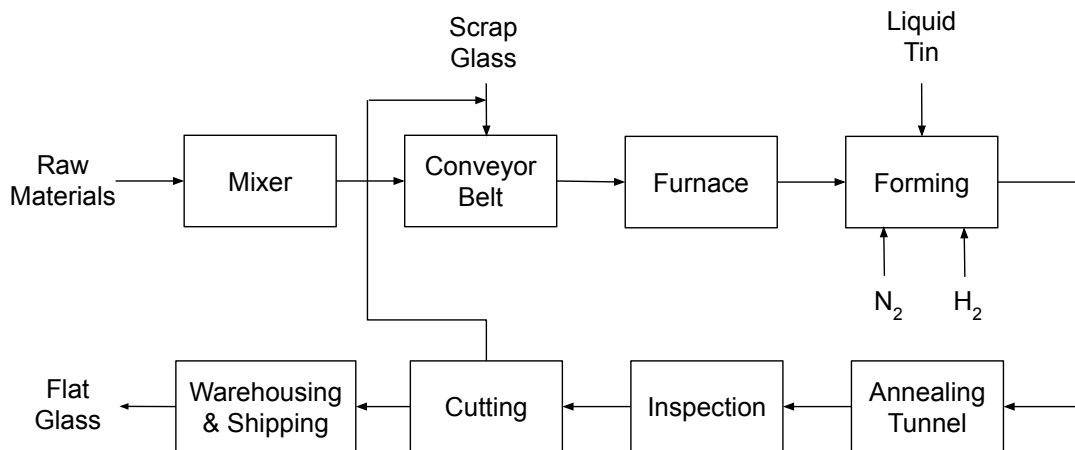 Scrap
Glass
Liquid
Tin
Raw
Materials
Mixer
Conveyor
Belt
Furnace
Forming
N₂
H₂
Flat
Glass
Warehousing
& Shipping
Cutting
Inspection
Annealing
Tunnel